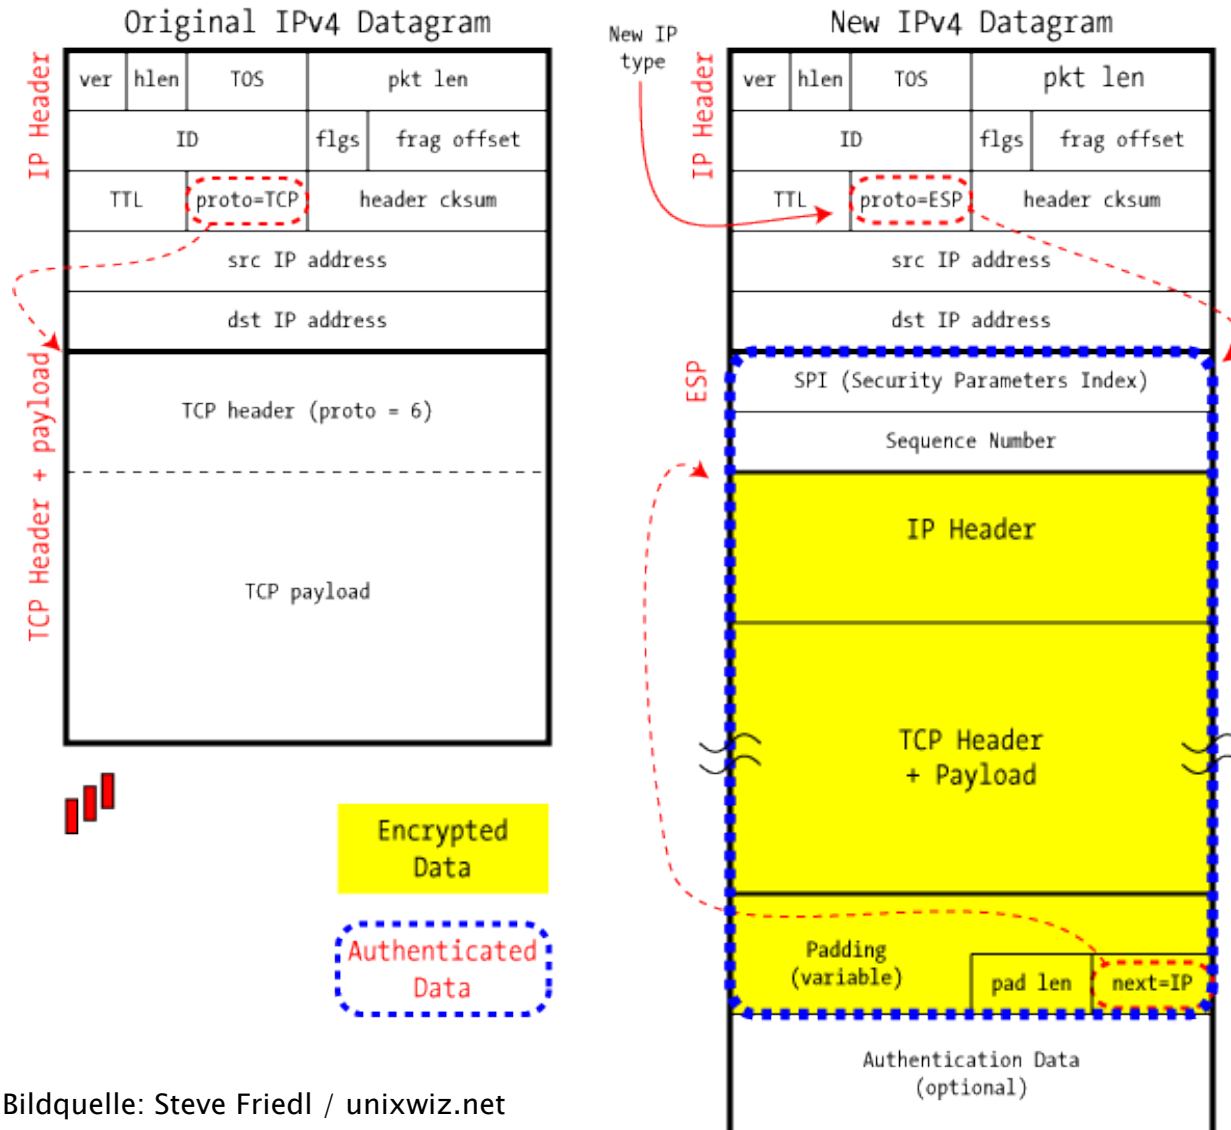 Original IPv4 Datagram
IP Header
ver hlen TOS pkt len
ID flgs frag offset
TTL proto=TCP header cksum
src IP address
dst IP address
TCP Header + payload
TCP header (proto = 6)
TCP payload
Encrypted
Data
Authenticated
Data
New IPv4 Datagram
New IP
type
IP Header
ver hlen TOS pkt len
ID flgs frag offset
TTL proto=ESP header cksum
src IP address
dst IP address
ESP
SPI (Security Parameters Index)
Sequence Number
IP Header
TCP Header
+ Payload
Padding
(variable)
pad len next=IP
Authentication Data
(optional)
Bildquelle: Steve Friedl / unixwiz.net